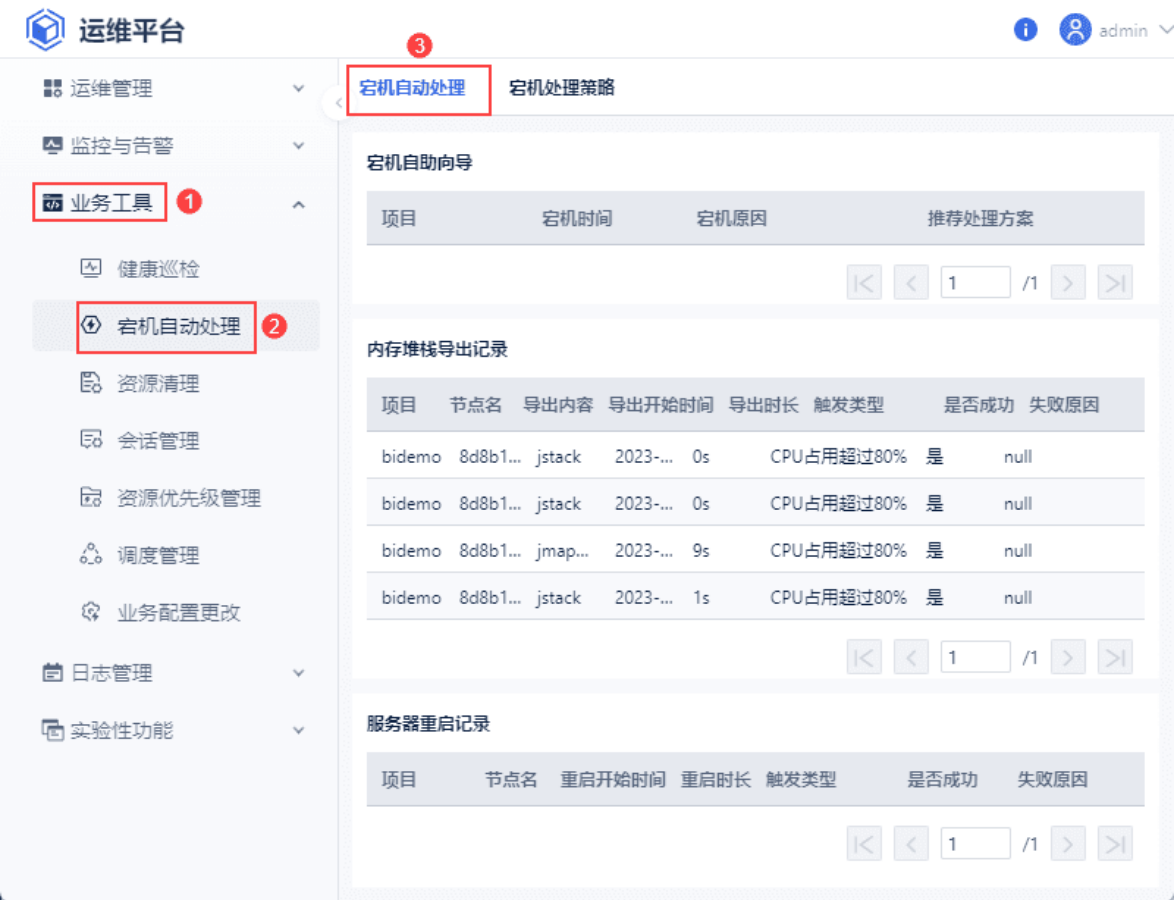 运维平台
admin
3
运维管理
宕机自动处理 宕机处理策略
监控与告警
宕机自助向导
业务工具 1
项目 宕机时间 宕机原因 推荐处理方案
健康巡检
1 /1
宕机自动处理 2
内存堆栈导出记录
资源清理
项目 节点名 导出内容 导出开始时间 导出时长 触发类型 是否成功 失败原因
会话管理
bidemo 8d8b1... jstack 2023-... 0s CPU占用超过80% 是 null
资源优先级管理
bidemo 8d8b1... jstack 2023-... 0s CPU占用超过80% 是 null
调度管理
bidemo 8d8b1... jmap... 2023-... 9s CPU占用超过80% 是 null
业务配置更改
bidemo 8d8b1... jstack 2023-... 1s CPU占用超过80% 是 null
1 /1
日志管理
服务器重启记录
实验性功能
项目 节点名 重启开始时间 重启时长 触发类型 是否成功 失败原因
1 /1